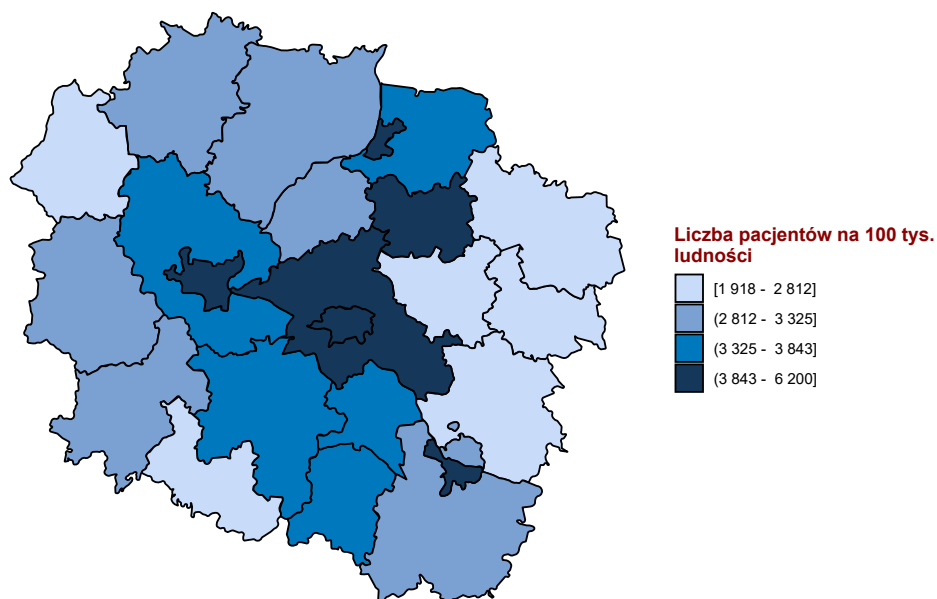 Liczba pacjentów na 100 tys.
ludności
[1 918 - 2 812]
(2 812 - 3 325]
(3 325 - 3 843]
(3 843 - 6 200]